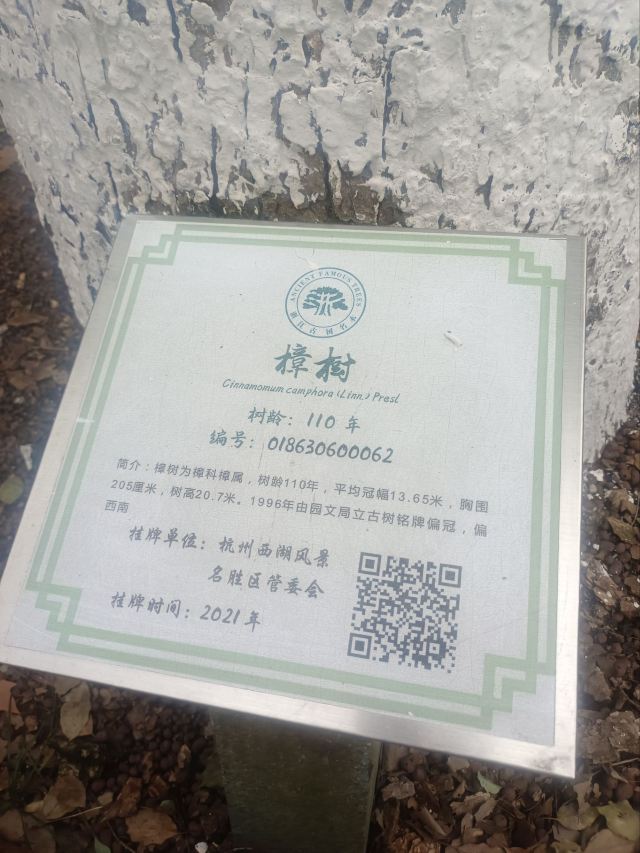 ANCIENT FAMOUS TREES
樟树
Cinnamomum camphora (Linn.) Presl
树龄：110 年
编号：018630600062
简介：樟树为樟科樟属，树龄110年，平均冠幅13.65米，胸围
205厘米，树高20.7米。1996年由园文局立古树铭牌偏冠，偏
西南
挂牌单位：杭州西湖风景
名胜区管委会
挂牌时间：2021 年